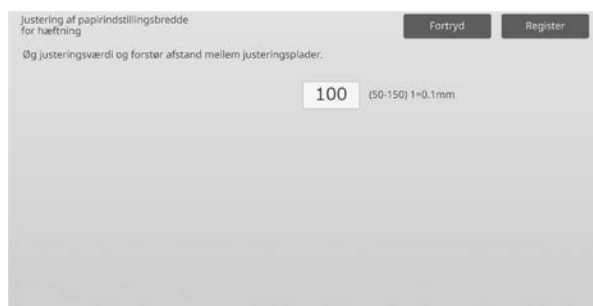 Justering af papirindstillingsbredde
for hæftning
Fortryd
Register
Øg justeringsværdi og forstør afstand mellem justeringsplader.
100
(50-150) 1=0.1mm